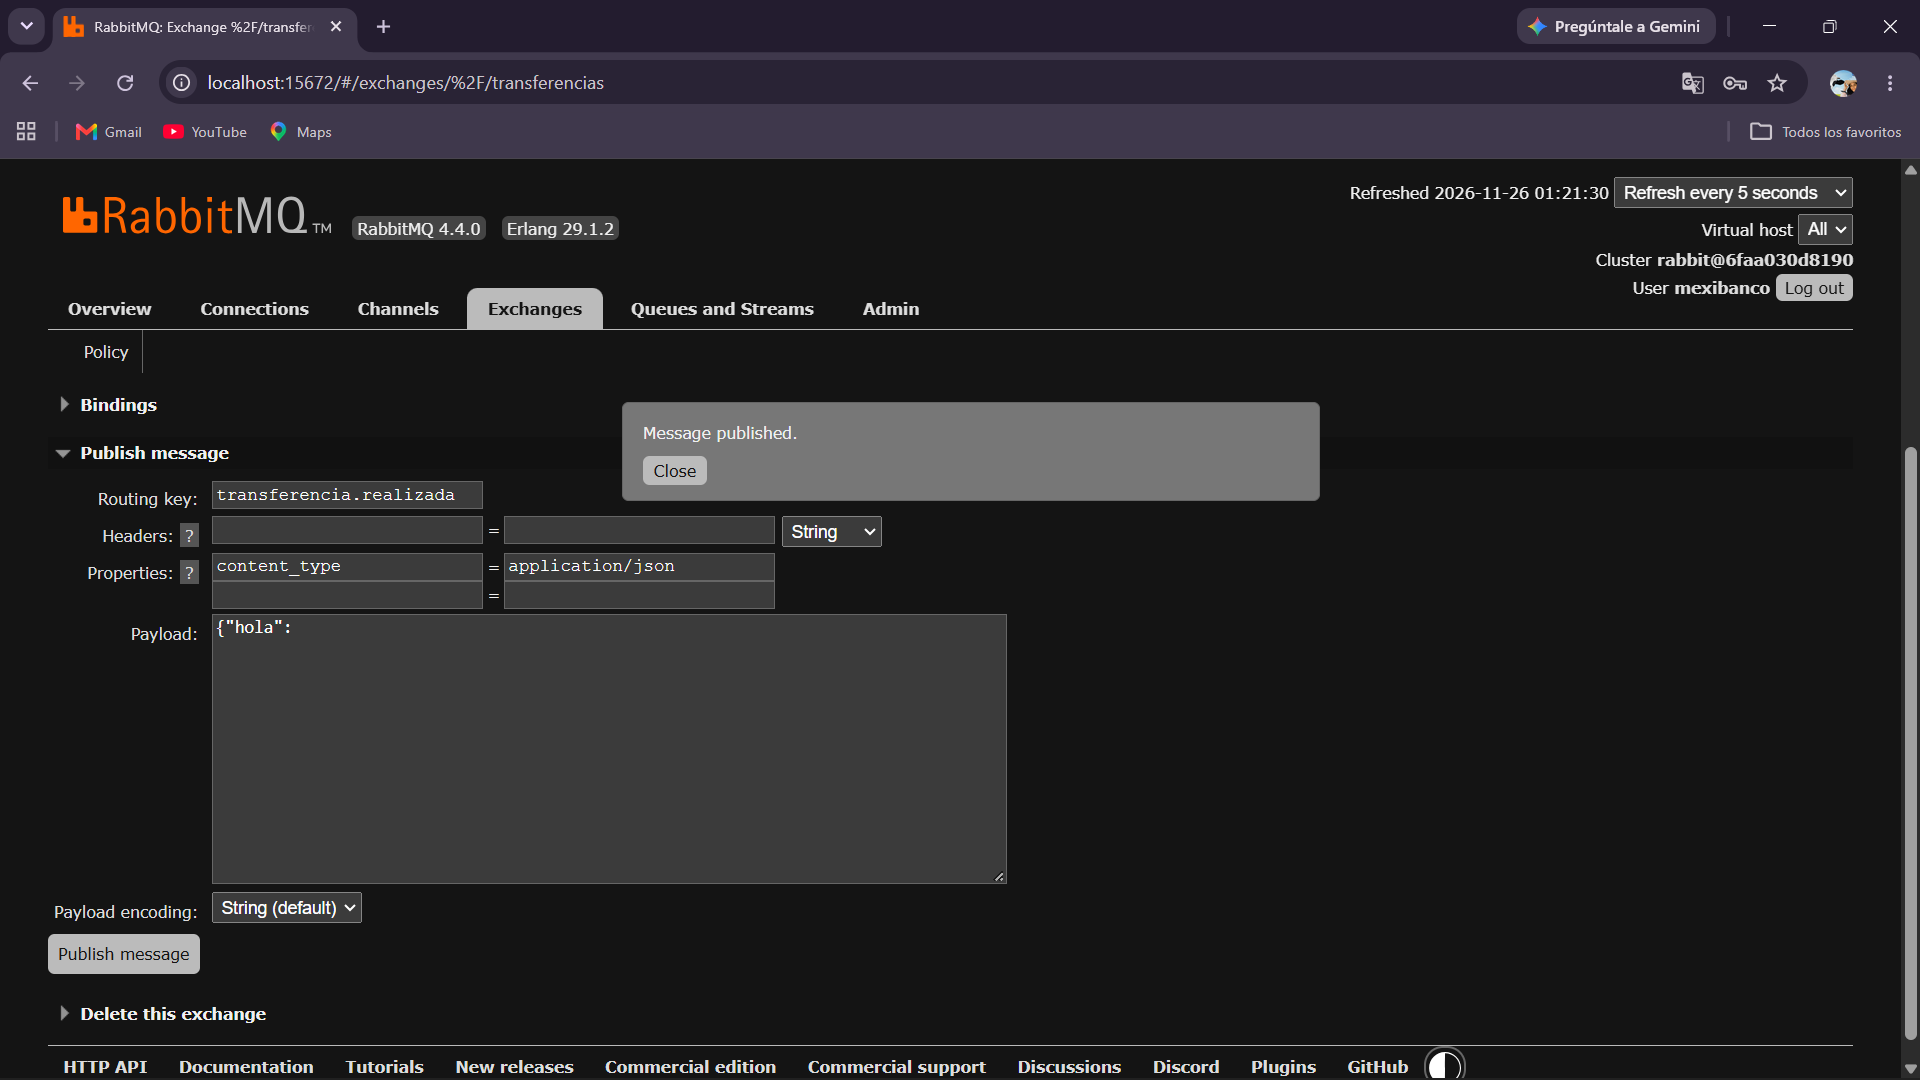 RabbitMQ: Exchange %2F/transfer
Pregúntale a Gemini
localhost:15672/#/exchanges/%2F/transferencias
Gmail
YouTube
Maps
Todos los favoritos
RabbitMQ TM
RabbitMQ 4.4.0
Erlang 29.1.2
Refreshed 2026-11-26 01:21:30
Refresh every 5 seconds
Virtual host All
Cluster rabbit@6faa030d8190
User mexibanco Log out
Overview
Connections
Channels
Exchanges
Queues and Streams
Admin
Policy
Bindings
Message published.
Close
Publish message
Routing key: transferencia.realizada
Headers: ? = String
Properties: ? content_type = application/json
=
Payload: {"hola":
Payload encoding: String (default)
Publish message
Delete this exchange
HTTP API
Documentation
Tutorials
New releases
Commercial edition
Commercial support
Discussions
Discord
Plugins
GitHub